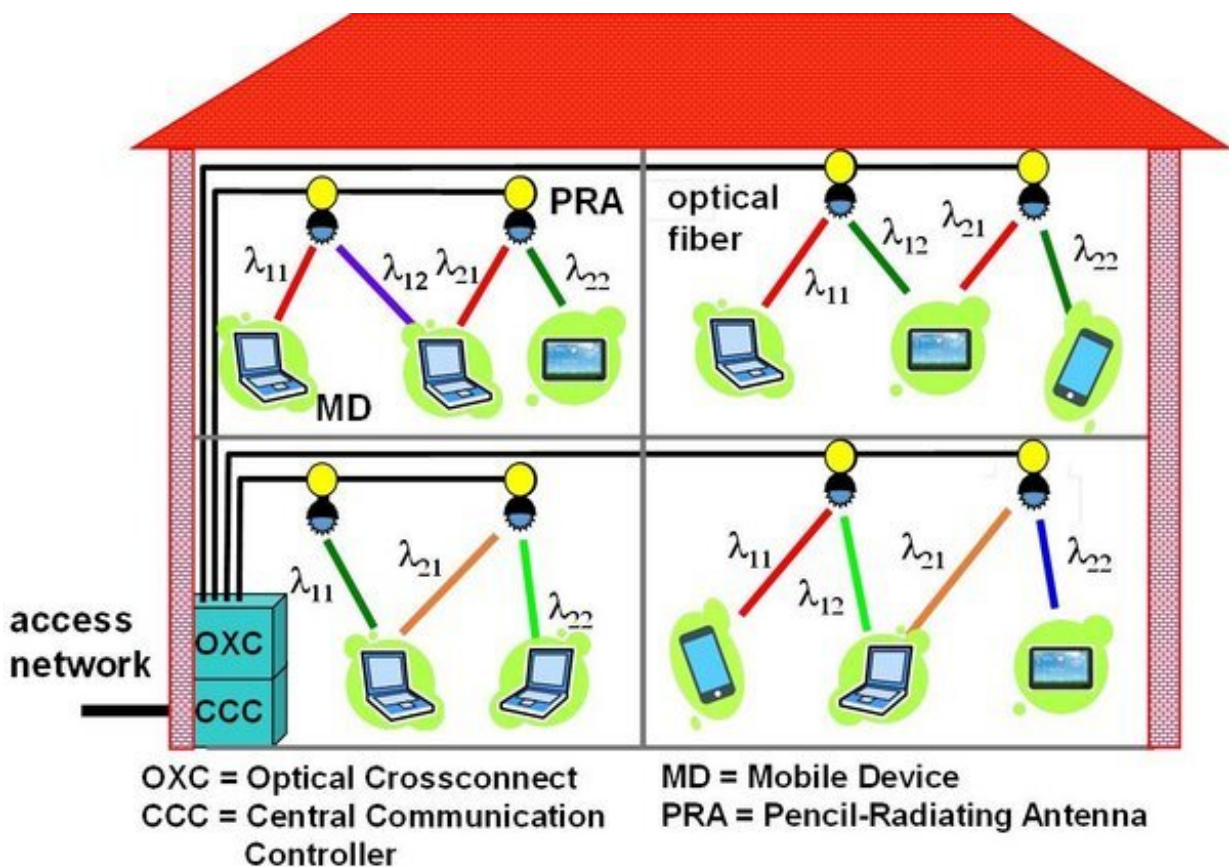 PRA
λ11
λ12
λ21
λ22
MD
optical
fiber
λ11
λ12
λ21
λ22
λ11
λ21
λ22
λ11
λ12
λ21
λ22
access
network
OXC
CCC
OXC = Optical Crossconnect
CCC = Central Communication
Controller
MD = Mobile Device
PRA = Pencil-Radiating Antenna